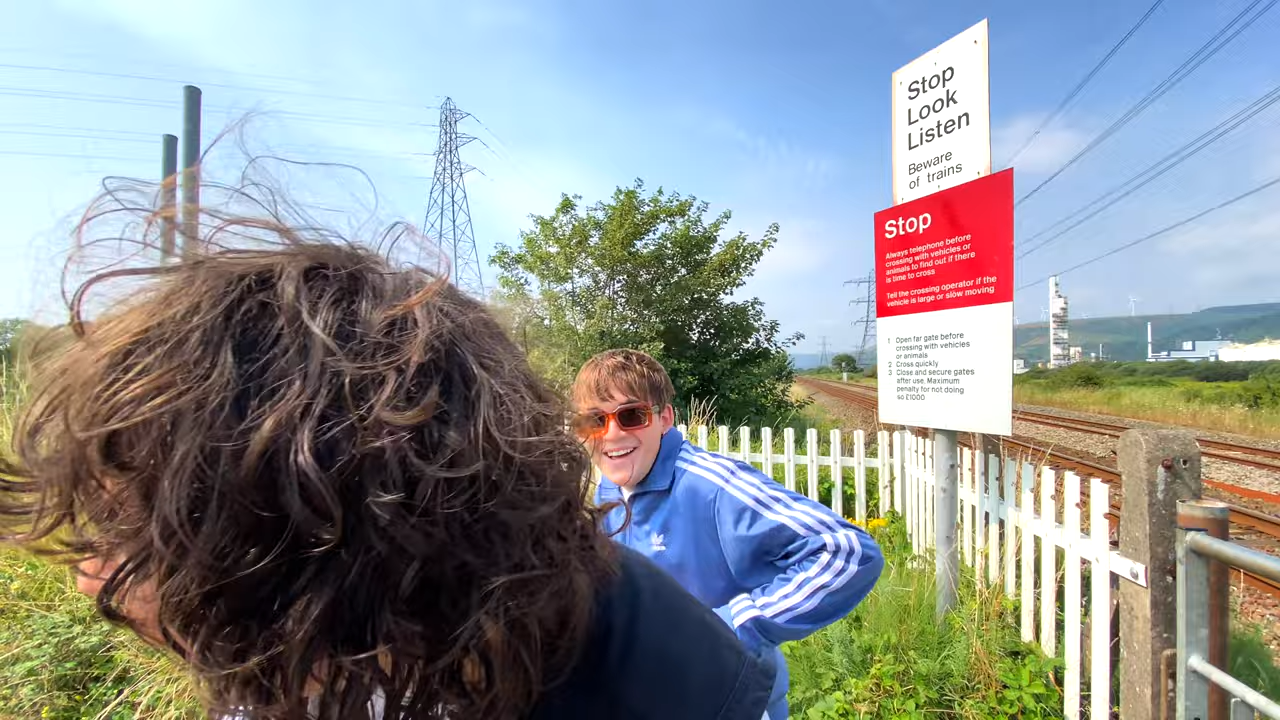 Stop
Look
Listen
Beware
of trains
Stop
Always telephone before
crossing with vehicles or
animals to find out if there
is time to cross
Tell the crossing operator if the
vehicle is large or slow moving
1 Open far gate before
crossing with vehicles
or animals
2 Cross quickly
3 Close and secure gates
after use. Maximum
penalty for not doing
so £1000